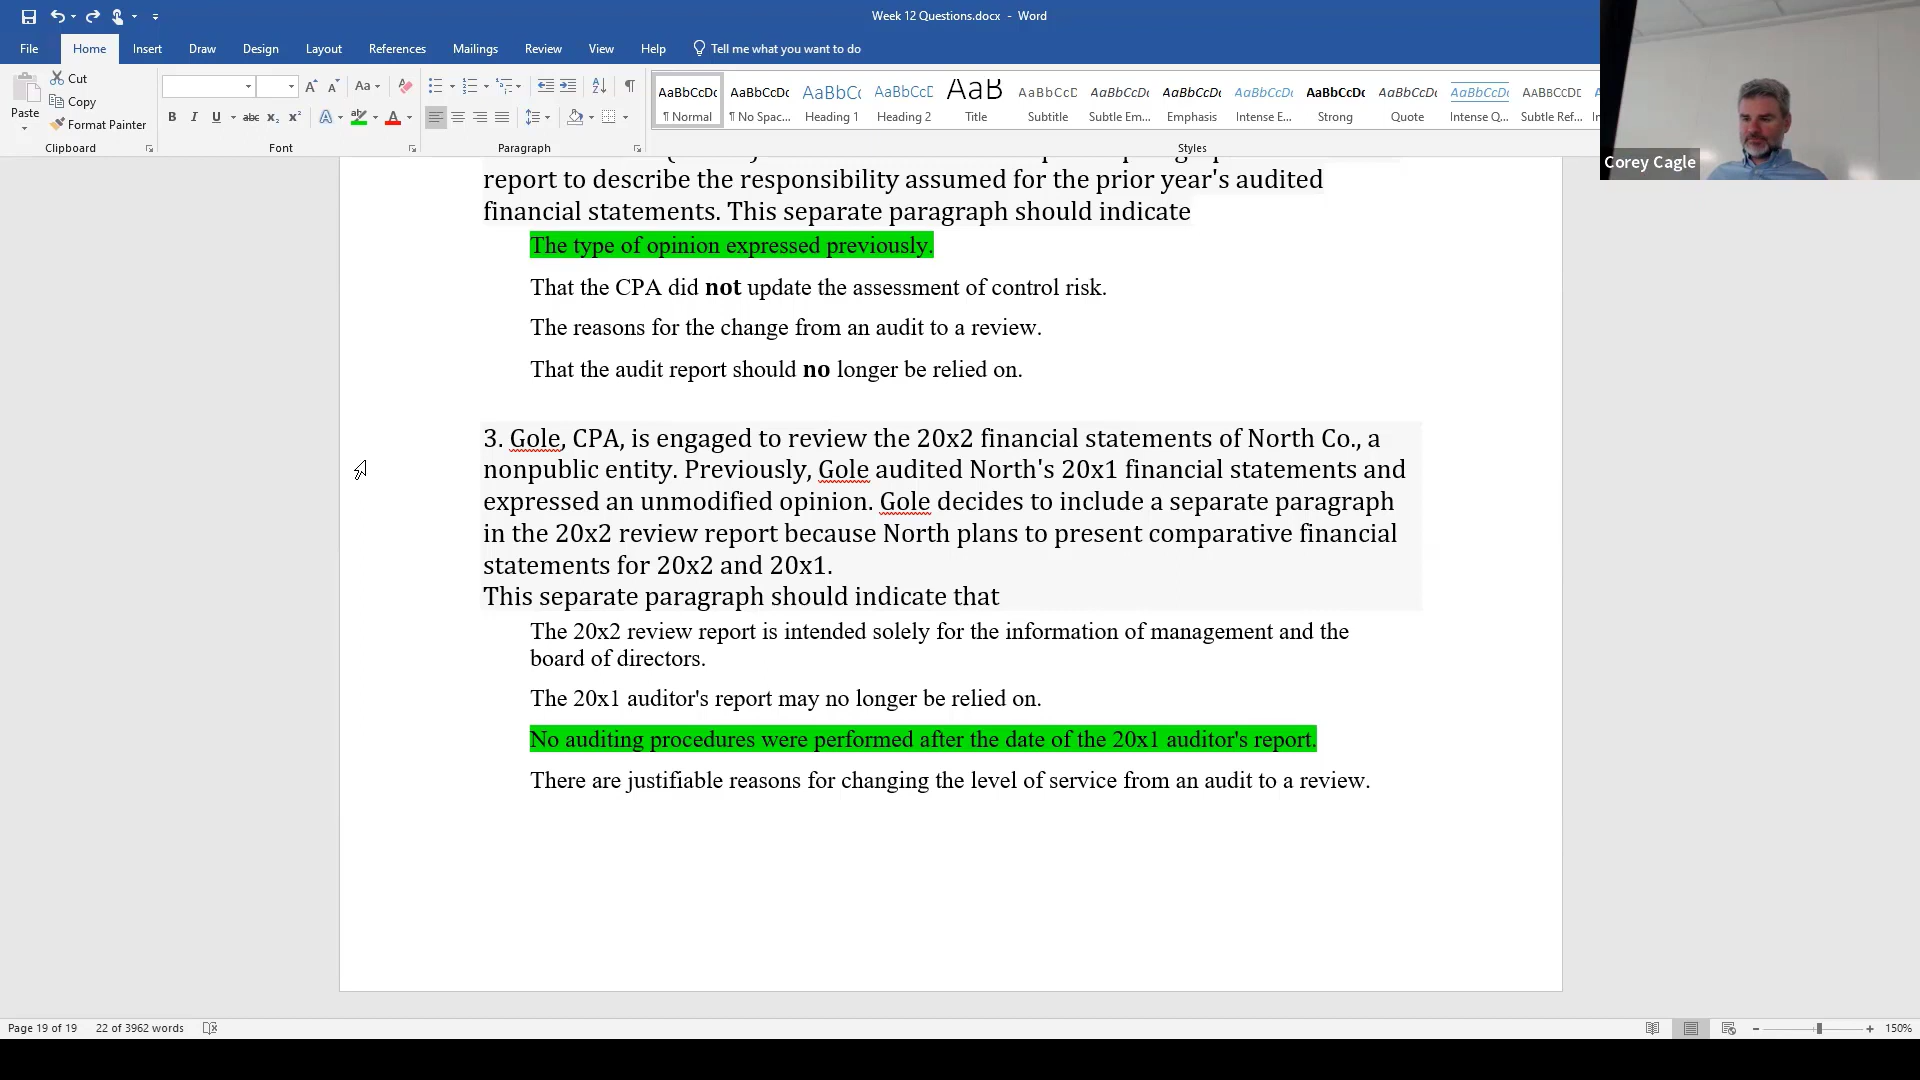 Week 12 Questions.docx - Word
File Home Insert Draw Design Layout References Mailings Review View Help Tell me what you want to do
Paste
Cut
Copy
Format Painter
Clipboard
Font
Paragraph
AaBbCcDc ¶ Normal
AaBbCcDc ¶ No Spac...
AaBbCc Heading 1
AaBbCcD Heading 2
AaB Title
AaBbCcD Subtitle
AaBbCcDc Subtle Em...
AaBbCcDc Emphasis
AaBbCcDc Intense E...
AaBbCcDc Strong
AaBbCcDc Quote
AaBbCcDc Intense Q...
AABBCCDE Subtle Ref...
Styles
Corey Cagle
report to describe the responsibility assumed for the prior year's audited
financial statements. This separate paragraph should indicate
The type of opinion expressed previously.
That the CPA did not update the assessment of control risk.
The reasons for the change from an audit to a review.
That the audit report should no longer be relied on.
3. Gole, CPA, is engaged to review the 20x2 financial statements of North Co., a
nonpublic entity. Previously, Gole audited North's 20x1 financial statements and
expressed an unmodified opinion. Gole decides to include a separate paragraph
in the 20x2 review report because North plans to present comparative financial
statements for 20x2 and 20x1.
This separate paragraph should indicate that
The 20x2 review report is intended solely for the information of management and the
board of directors.
The 20x1 auditor's report may no longer be relied on.
No auditing procedures were performed after the date of the 20x1 auditor's report.
There are justifiable reasons for changing the level of service from an audit to a review.
Page 19 of 19 22 of 3962 words
150%